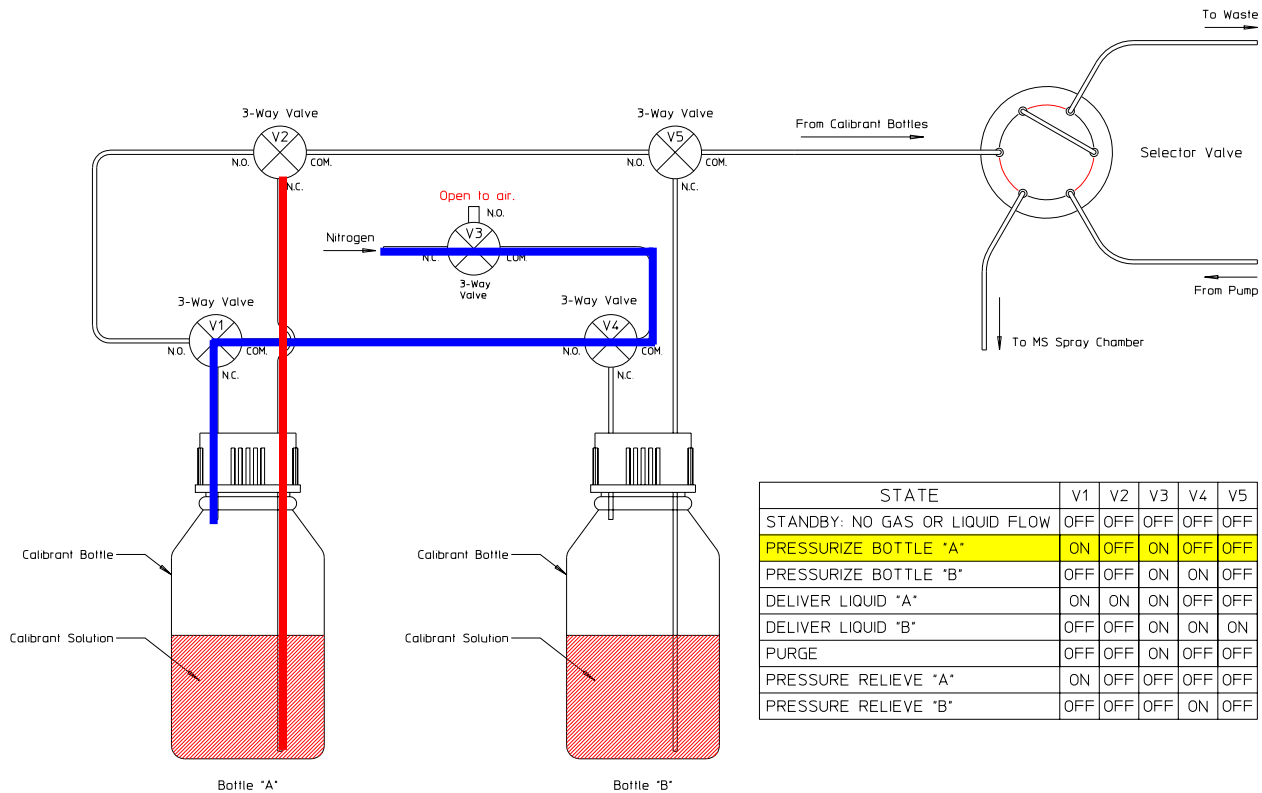 To Waste
3-Way Valve
V2
N.O.
COM.
N.C.
3-Way Valve
V5
N.O.
COM.
N.C.
From Calibrant Bottles
Selector Valve
Open to air.
N.O.
Nitrogen
V3
N.C.
COM.
3-Way
Valve
From Pump
3-Way Valve
V1
N.O.
COM.
N.C.
3-Way Valve
V4
N.O.
COM.
N.C.
To MS Spray Chamber
Calibrant Bottle
Calibrant Solution
Calibrant Bottle
Calibrant Solution
STATE V1 V2 V3 V4 V5
STANDBY: NO GAS OR LIQUID FLOW OFF OFF OFF OFF OFF
PRESSURIZE BOTTLE "A" ON OFF ON OFF OFF
PRESSURIZE BOTTLE "B" OFF OFF ON ON OFF
DELIVER LIQUID "A" ON ON ON OFF OFF
DELIVER LIQUID "B" OFF OFF ON ON ON
PURGE OFF OFF ON OFF OFF
PRESSURE RELIEVE "A" ON OFF OFF OFF OFF
PRESSURE RELIEVE "B" OFF OFF OFF ON OFF
Bottle "A"
Bottle "B"